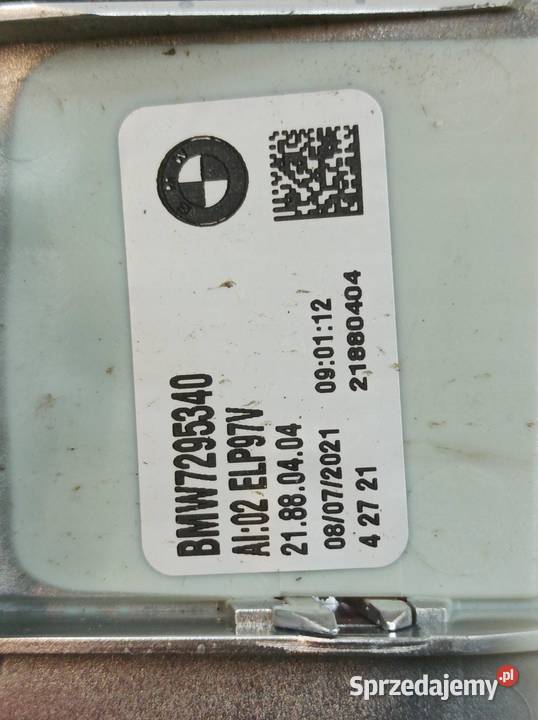 BMW
BMW7295340
AI:02 ELP97V
21.88.04.04
08/07/2021 09:01:12
4 27 21 21880404
Sprzedajemy.pl